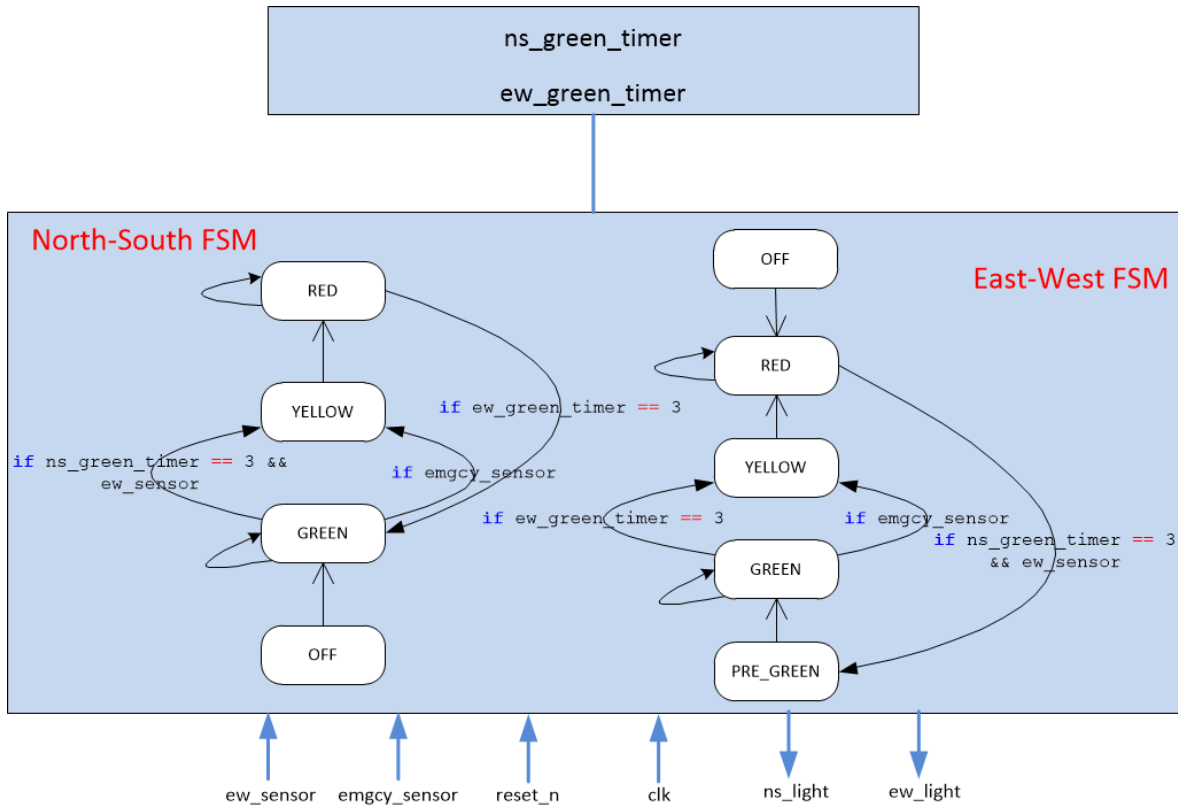 ns_green_timer
ew_green_timer
North-South FSM
RED
YELLOW
if ew_green_timer == 3
if ns_green_timer == 3 &&
ew_sensor
if emgcy_sensor
GREEN
OFF
East-West FSM
OFF
RED
YELLOW
if ew_green_timer == 3
if emgcy_sensor
if ns_green_timer == 3
&& ew_sensor
GREEN
PRE_GREEN
ew_sensor
emgcy_sensor
reset_n
clk
ns_light
ew_light